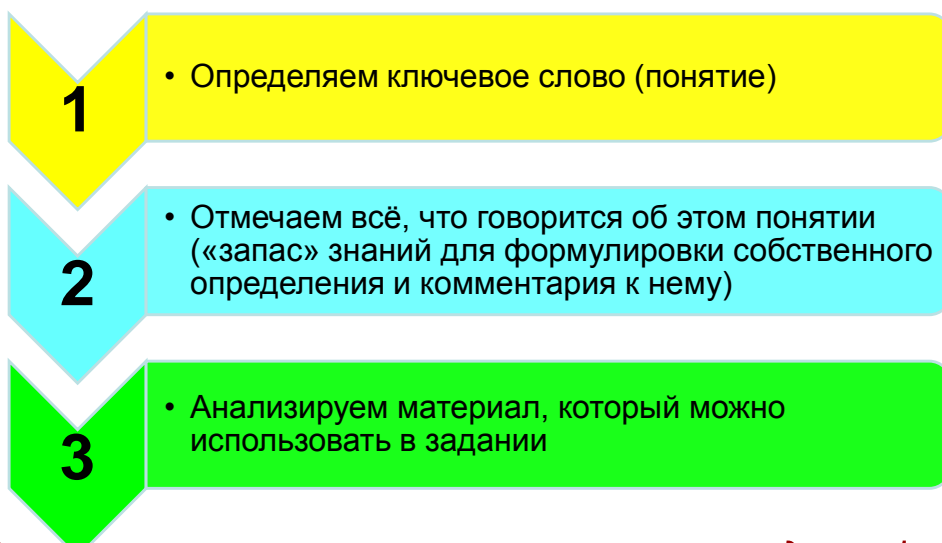 1
• Определяем ключевое слово (понятие)
2
• Отмечаем всё, что говорится об этом понятии
(«запас» знаний для формулировки собственного
определения и комментария к нему)
3
• Анализируем материал, который можно
использовать в задании